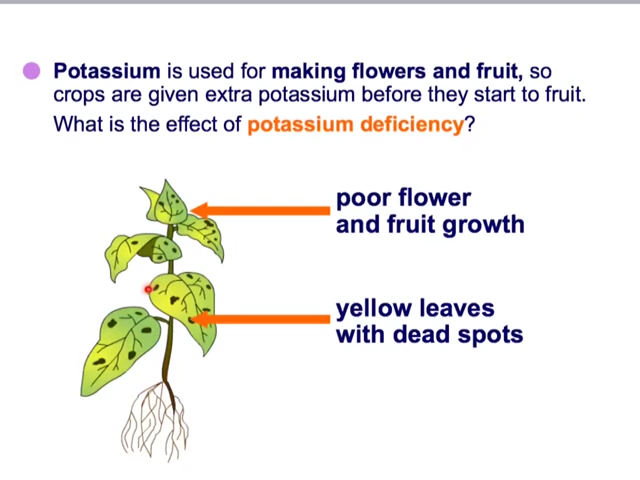 Potassium is used for making flowers and fruit, so
crops are given extra potassium before they start to fruit.
What is the effect of potassium deficiency?
poor flower
and fruit growth
yellow leaves
with dead spots